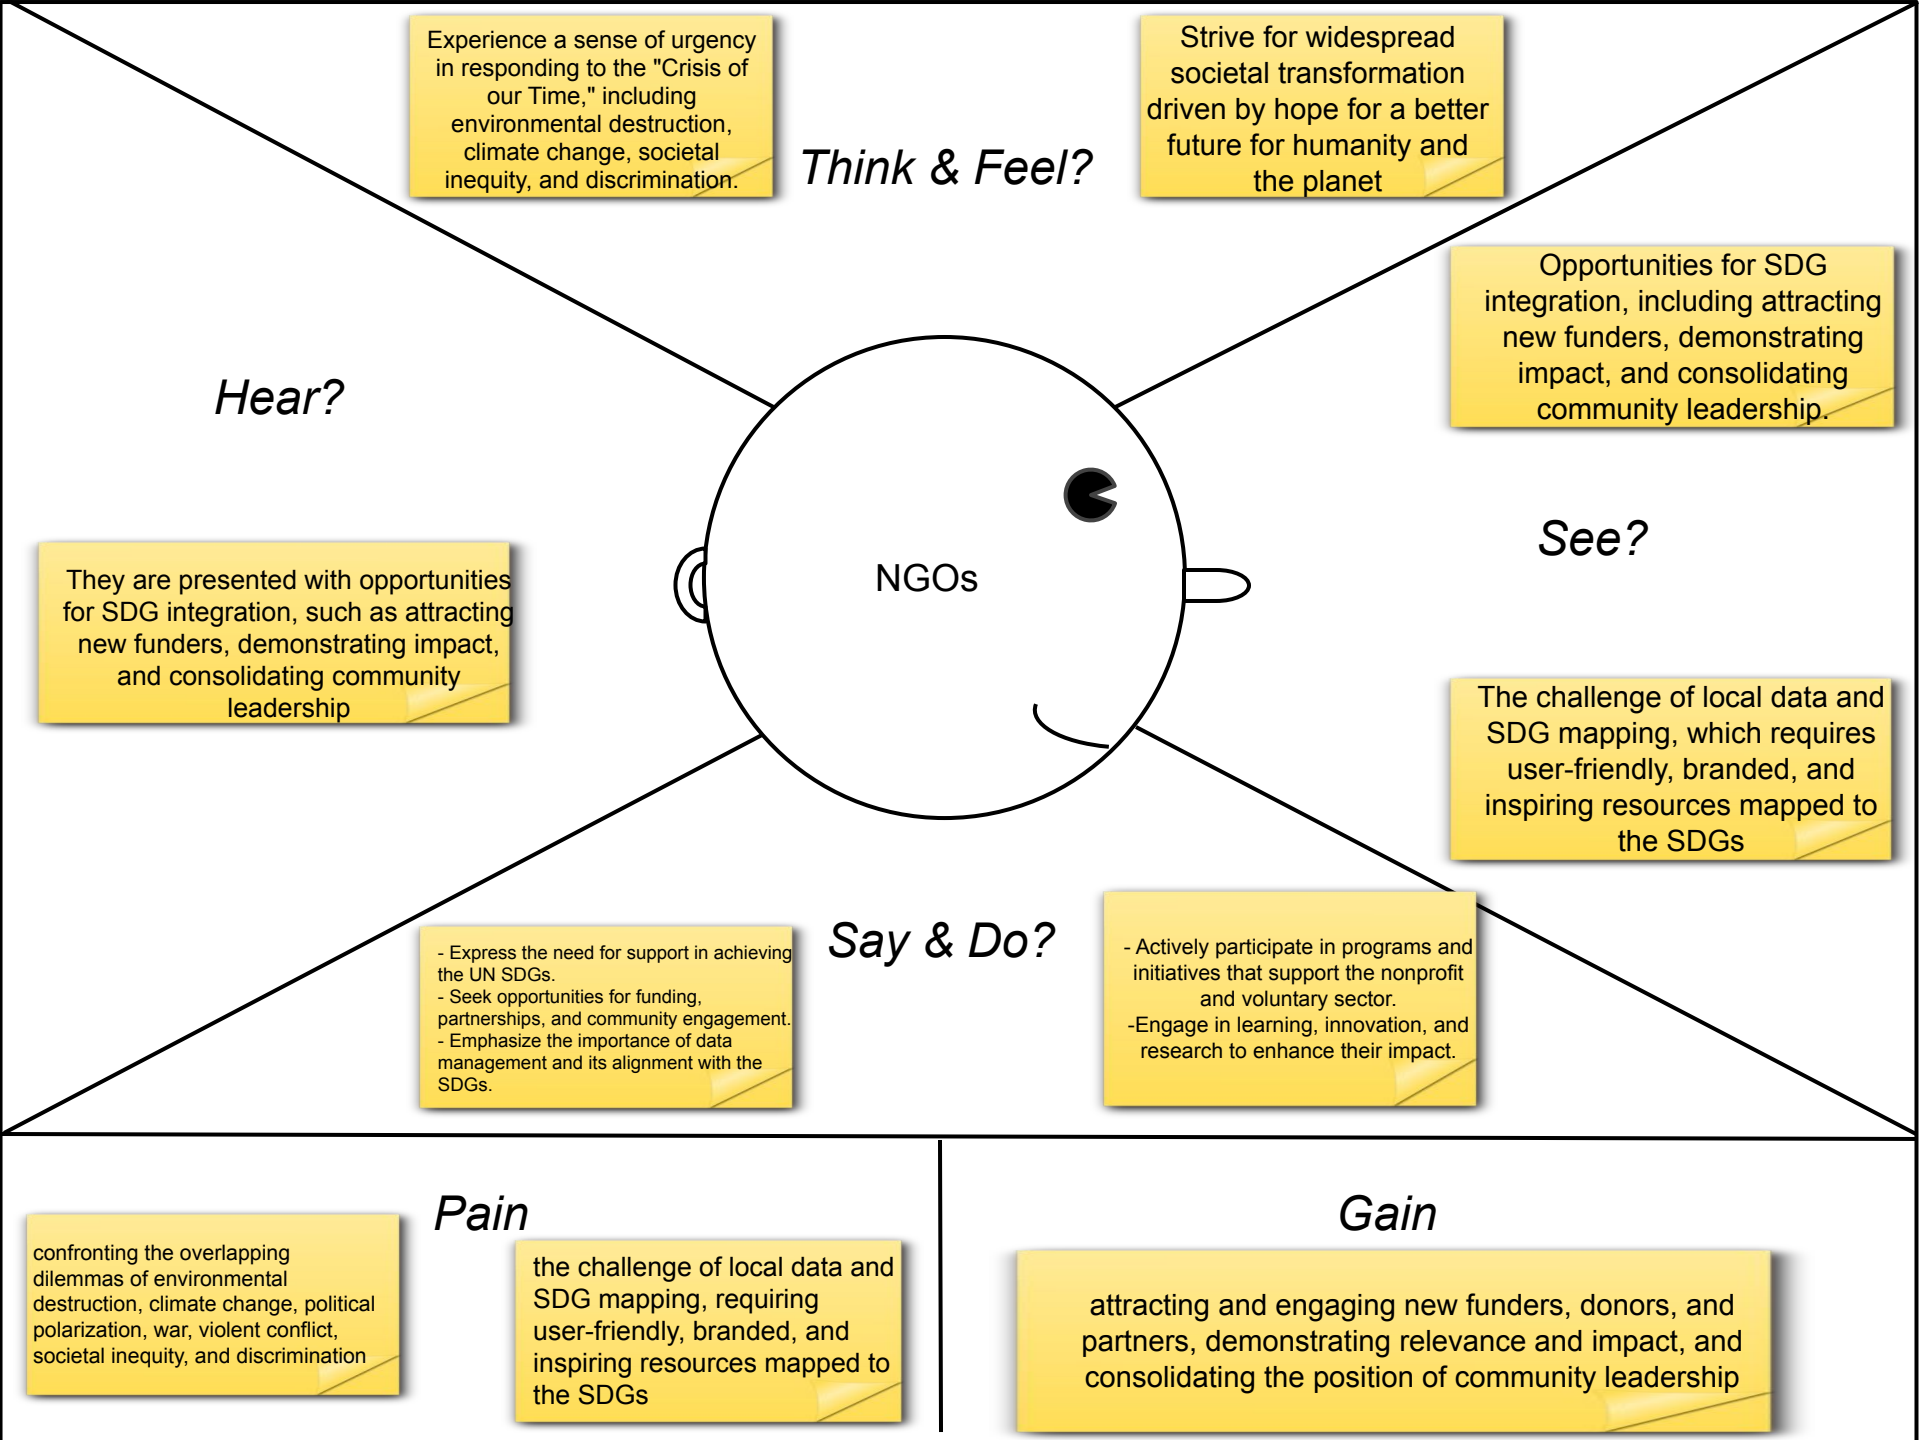 Experience a sense of urgency
in responding to the "Crisis of
our Time," including
environmental destruction,
climate change, societal
inequity, and discrimination.
Think & Feel?
Strive for widespread
societal transformation
driven by hope for a better
future for humanity and
the planet
Hear?
They are presented with opportunities
for SDG integration, such as attracting
new funders, demonstrating impact,
and consolidating community
leadership
NGOs
Opportunities for SDG
integration, including attracting
new funders, demonstrating
impact, and consolidating
community leadership.
See?
The challenge of local data and
SDG mapping, which requires
user-friendly, branded, and
inspiring resources mapped to
the SDGs
Say & Do?
- Express the need for support in achieving
the UN SDGs.
- Seek opportunities for funding,
partnerships, and community engagement.
- Emphasize the importance of data
management and its alignment with the
SDGs.
- Actively participate in programs and
initiatives that support the nonprofit
and voluntary sector.
-Engage in learning, innovation, and
research to enhance their impact.
Pain
confronting the overlapping
dilemmas of environmental
destruction, climate change, political
polarization, war, violent conflict,
societal inequity, and discrimination
the challenge of local data and
SDG mapping, requiring
user-friendly, branded, and
inspiring resources mapped to
the SDGs
Gain
attracting and engaging new funders, donors, and
partners, demonstrating relevance and impact, and
consolidating the position of community leadership